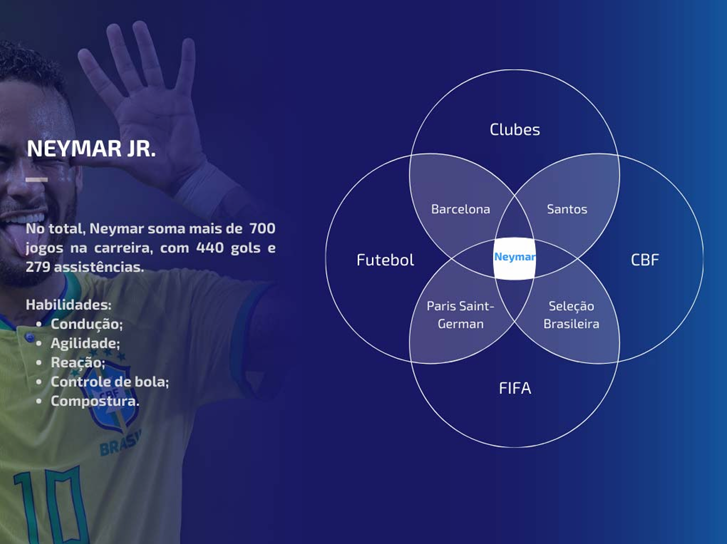 NEYMAR JR.
No total, Neymar soma mais de 700
jogos na carreira, com 440 gols e
279 assistências.
Habilidades:
• Condução;
• Agilidade;
• Reação;
• Controle de bola;
• Compostura.
Clubes
Barcelona
Santos
Futebol
Neymar
CBF
Paris Saint-
German
Seleção
Brasileira
FIFA
CBF
BRASIL
10